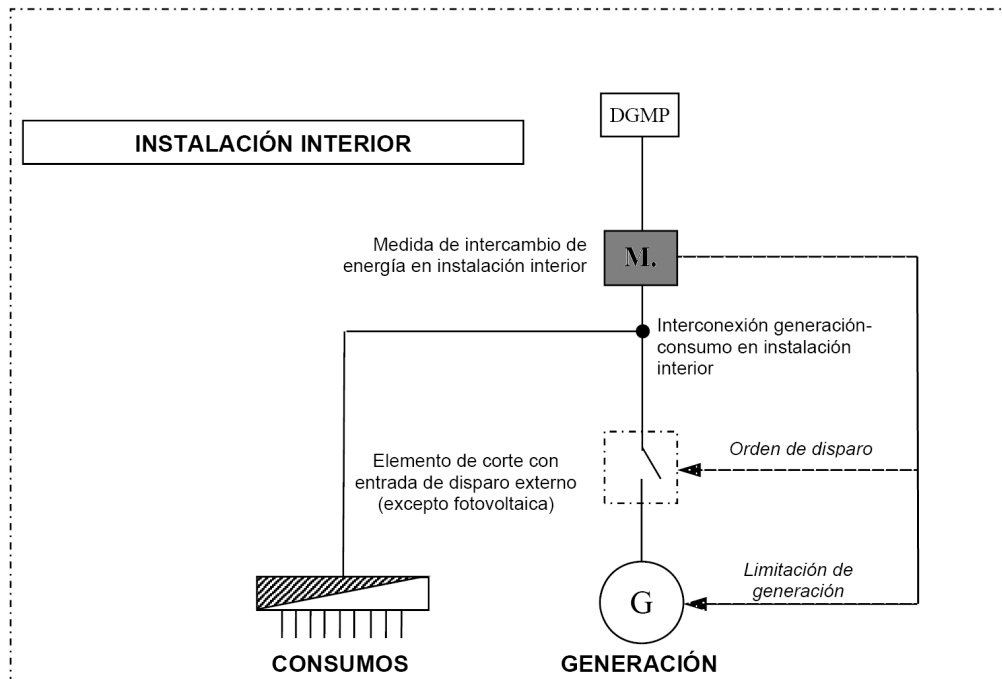 DGMP
INSTALACIÓN INTERIOR
Medida de intercambio de
energía en instalación interior
M.
Interconexión generación-
consumo en instalación
interior
Elemento de corte con
entrada de disparo externo
(excepto fotovoltaica)
Orden de disparo
Limitación de
generación
G
CONSUMOS
GENERACIÓN